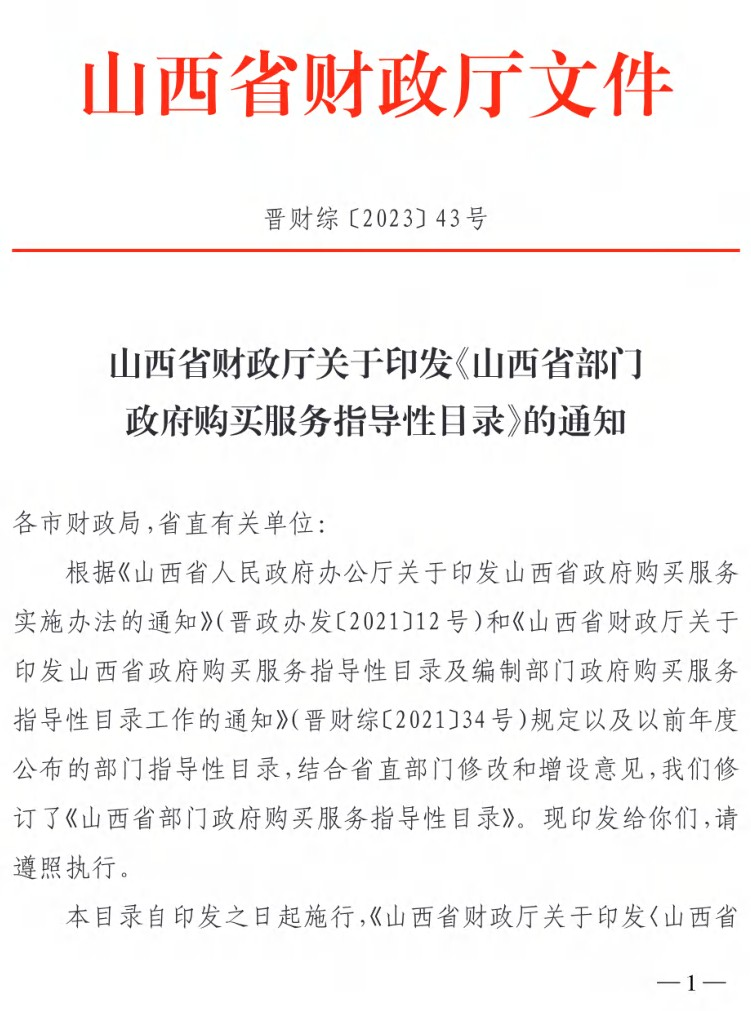 山西省财政厅文件
晋财综〔2023〕43号
山西省财政厅关于印发《山西省部门
政府购买服务指导性目录》的通知
各市财政局,省直有关单位:
根据《山西省人民政府办公厅关于印发山西省政府购买服务
实施办法的通知》(晋政办发〔2021〕12号)和《山西省财政厅关于
印发山西省政府购买服务指导性目录及编制部门政府购买服务
指导性目录工作的通知》(晋财综〔2021〕34号)规定以及以前年度
公布的部门指导性目录,结合省直部门修改和增设意见,我们修
订了《山西省部门政府购买服务指导性目录》。现印发给你们,请
遵照执行。
本目录自印发之日起施行,《山西省财政厅关于印发〈山西省
— 1 —